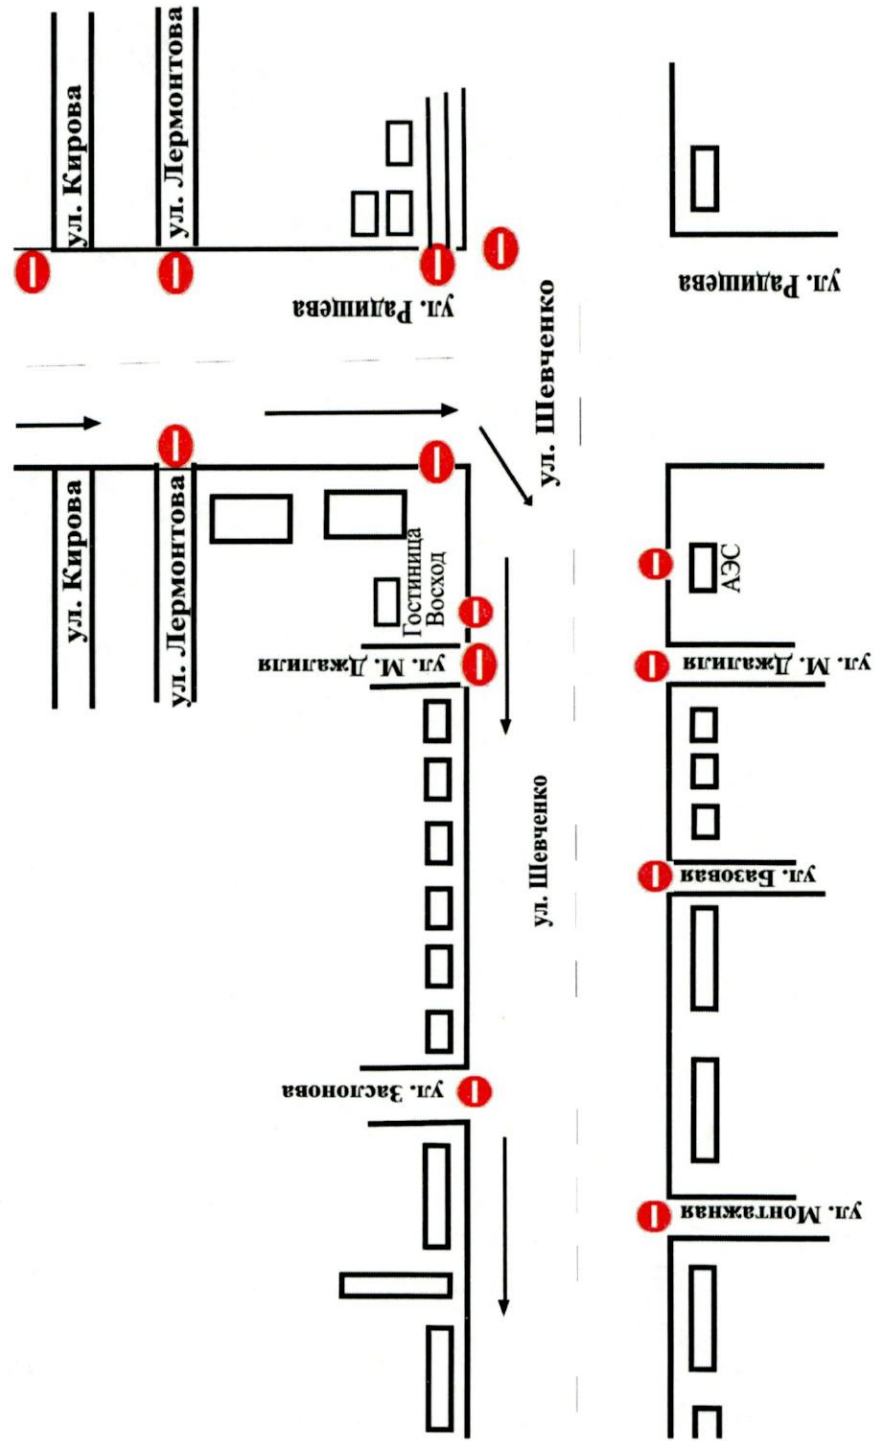 ул. Кирова
ул. Лермонтова
ул. Радищева
ул. Радищева
ул. Шевченко
ул. Кирова
ул. Лермонтова
Гостиница
Восход
АЭС
ул. М. Джалиля
ул. М. Джалиля
ул. Шевченко
ул. Базовая
ул. Заслонова
ул. Монтажная